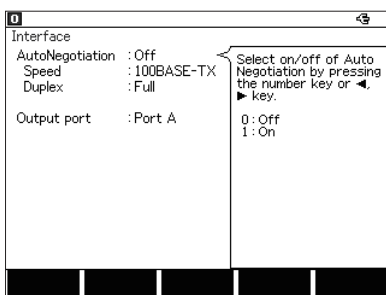 0
Interface
AutoNegotiation :Off
Speed :100BASE-TX
Duplex :Full
Output port :Port A
Select on/off of Auto
Negotiation by pressing
the number key or ◄,
► key.
0:Off
1:On